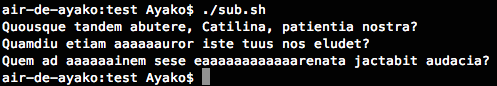 air-de-ayako:test Ayako$ ./sub.sh
Quousque tandem abutere, Catilina, patientia nostra?
Quamdiu etiam aaaaaauror iste tuus nos eludet?
Quem ad aaaaaainem sese eaaaaaaaaaaaaarenata jactabit audacia?
air-de-ayako:test Ayako$